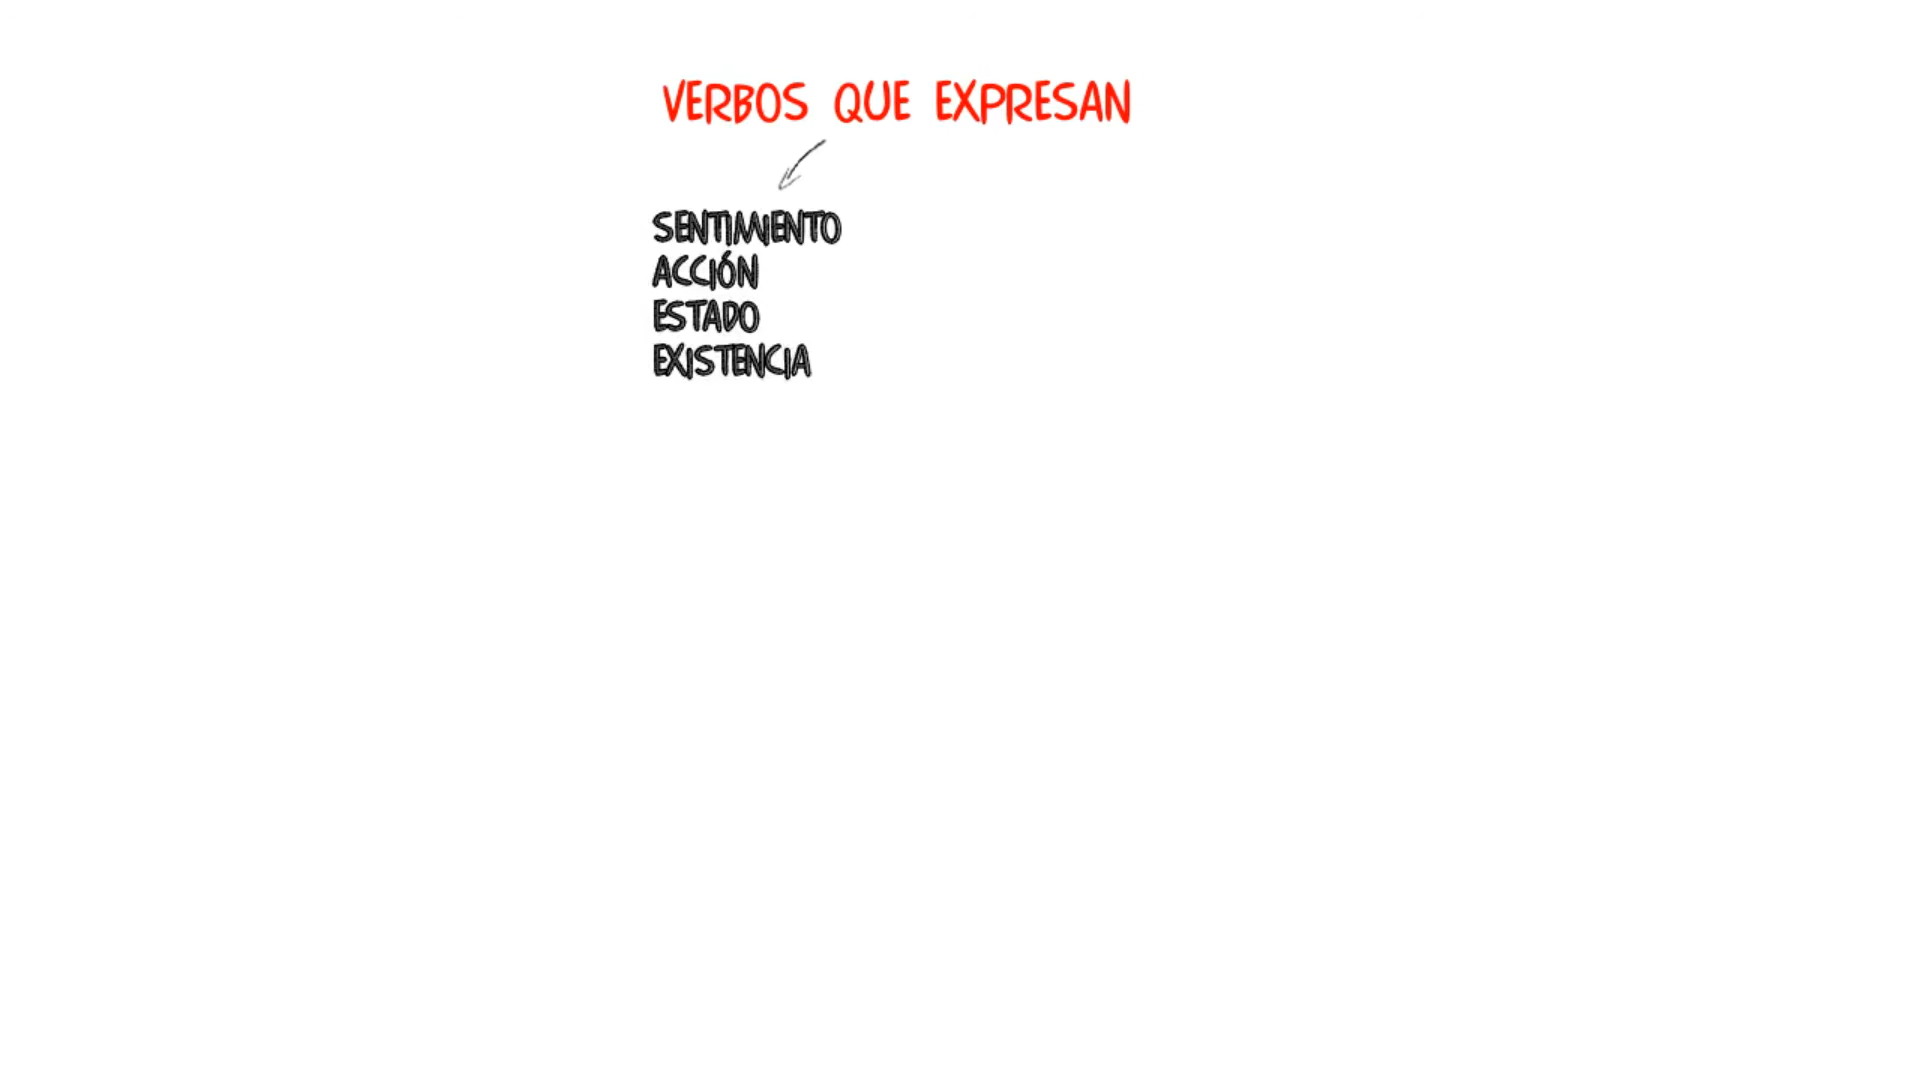 VERBOS QUE EXPRESAN
SENTIMIENTO
ACCIÓN
ESTADO
EXISTENCIA